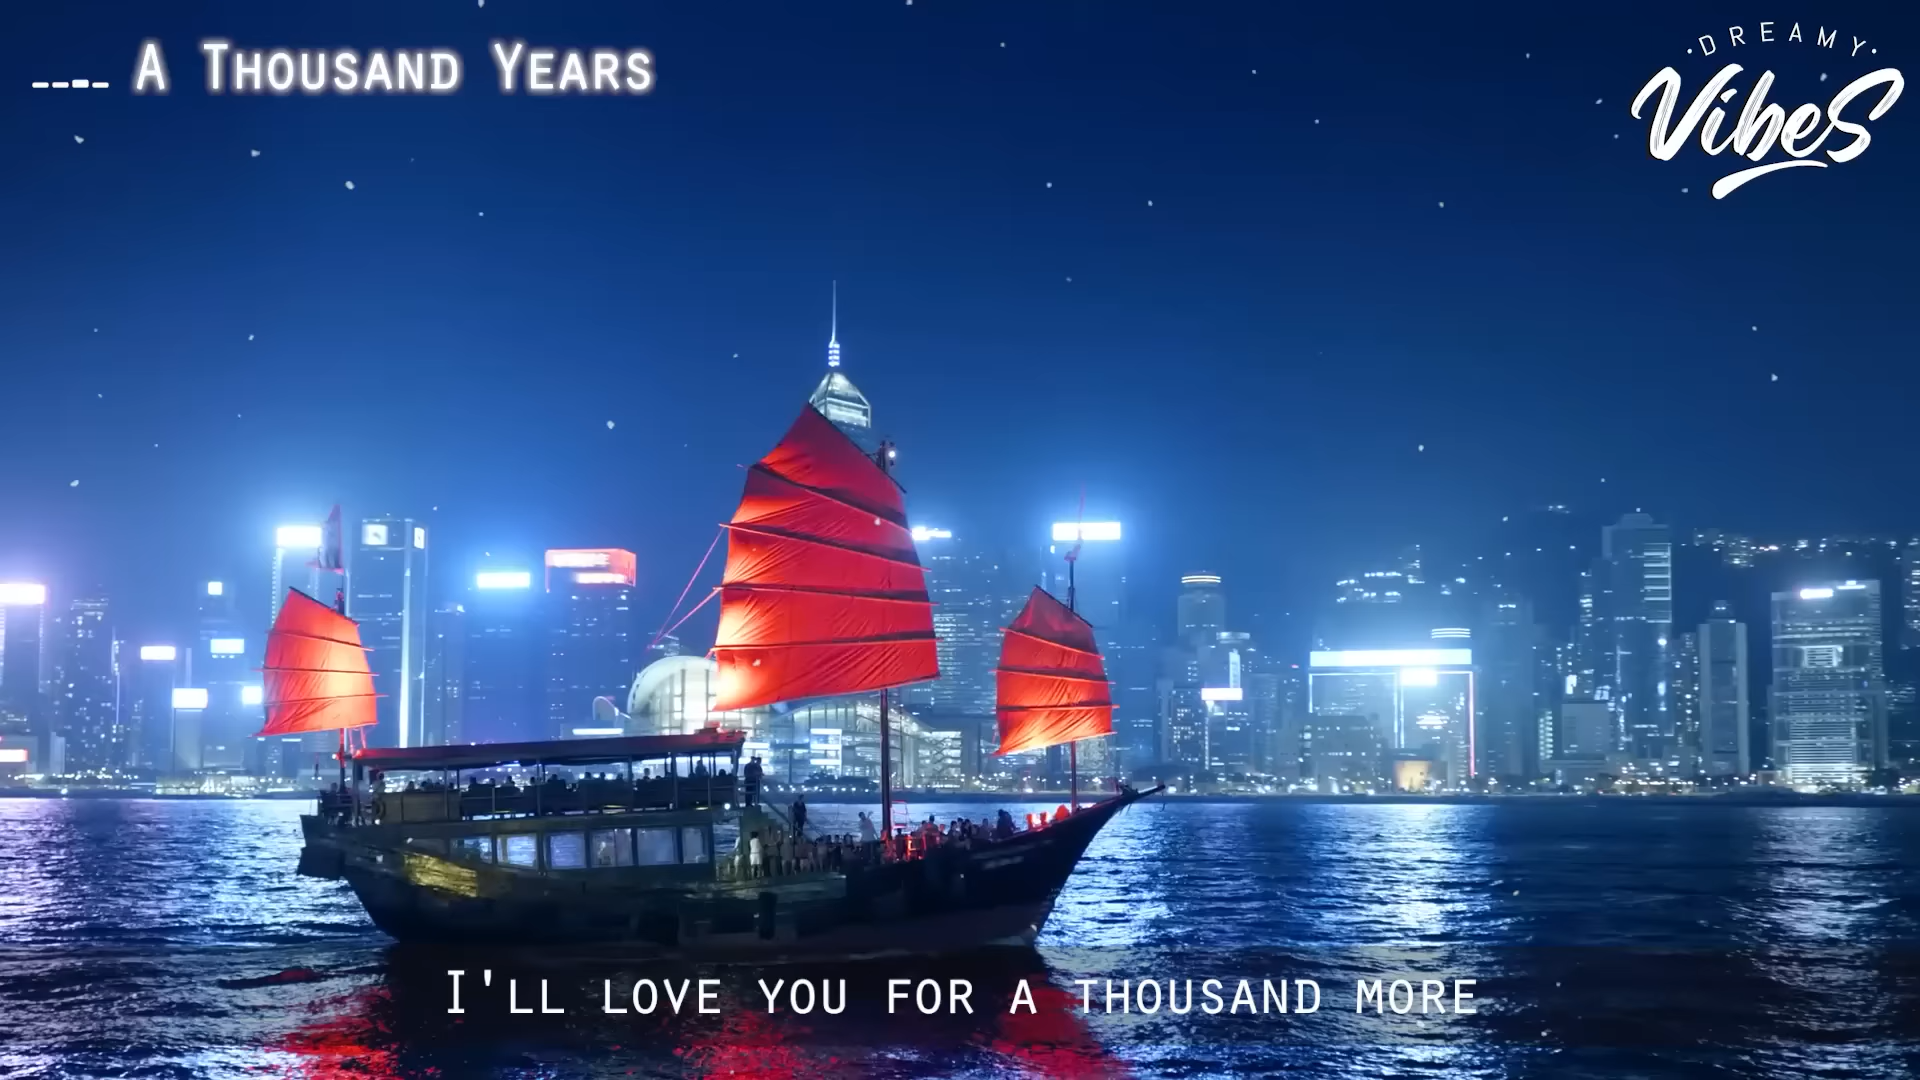 ---- A Thousand Years
·DREAMY·
Vibes
I'LL LOVE YOU FOR A THOUSAND MORE